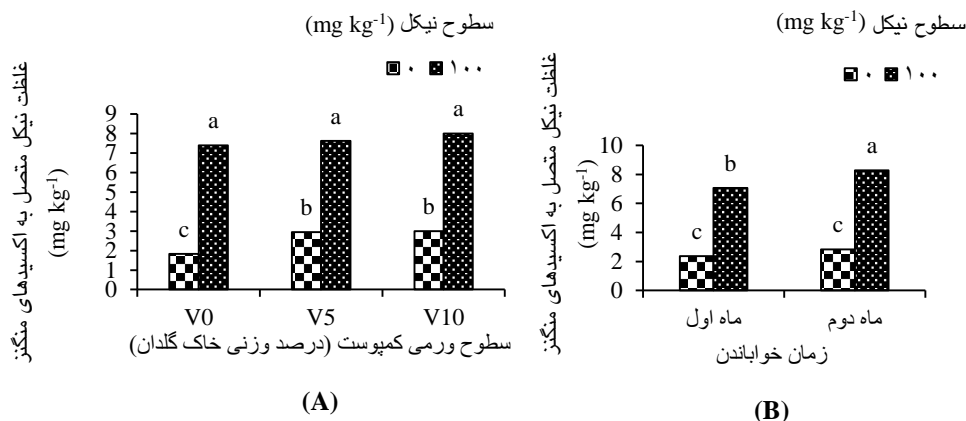 سطوح نیکل (mg kg-1)
۰ ۱۰۰
غلظت نیکل متصل به اکسیدهای منگنز
(mg kg-1)
9
8
7
6
5
4
3
2
1
0
a
a
a
c
b
b
V0 V5 V10
سطوح ورمی کمپوست (درصد وزنی خاک گلدان)
(A)
سطوح نیکل (mg kg-1)
۰ ۱۰۰
غلظت نیکل متصل به اکسیدهای منگنز
(mg kg-1)
10
8
6
4
2
0
a
b
c
c
ماه اول ماه دوم
زمان خواباندن
(B)